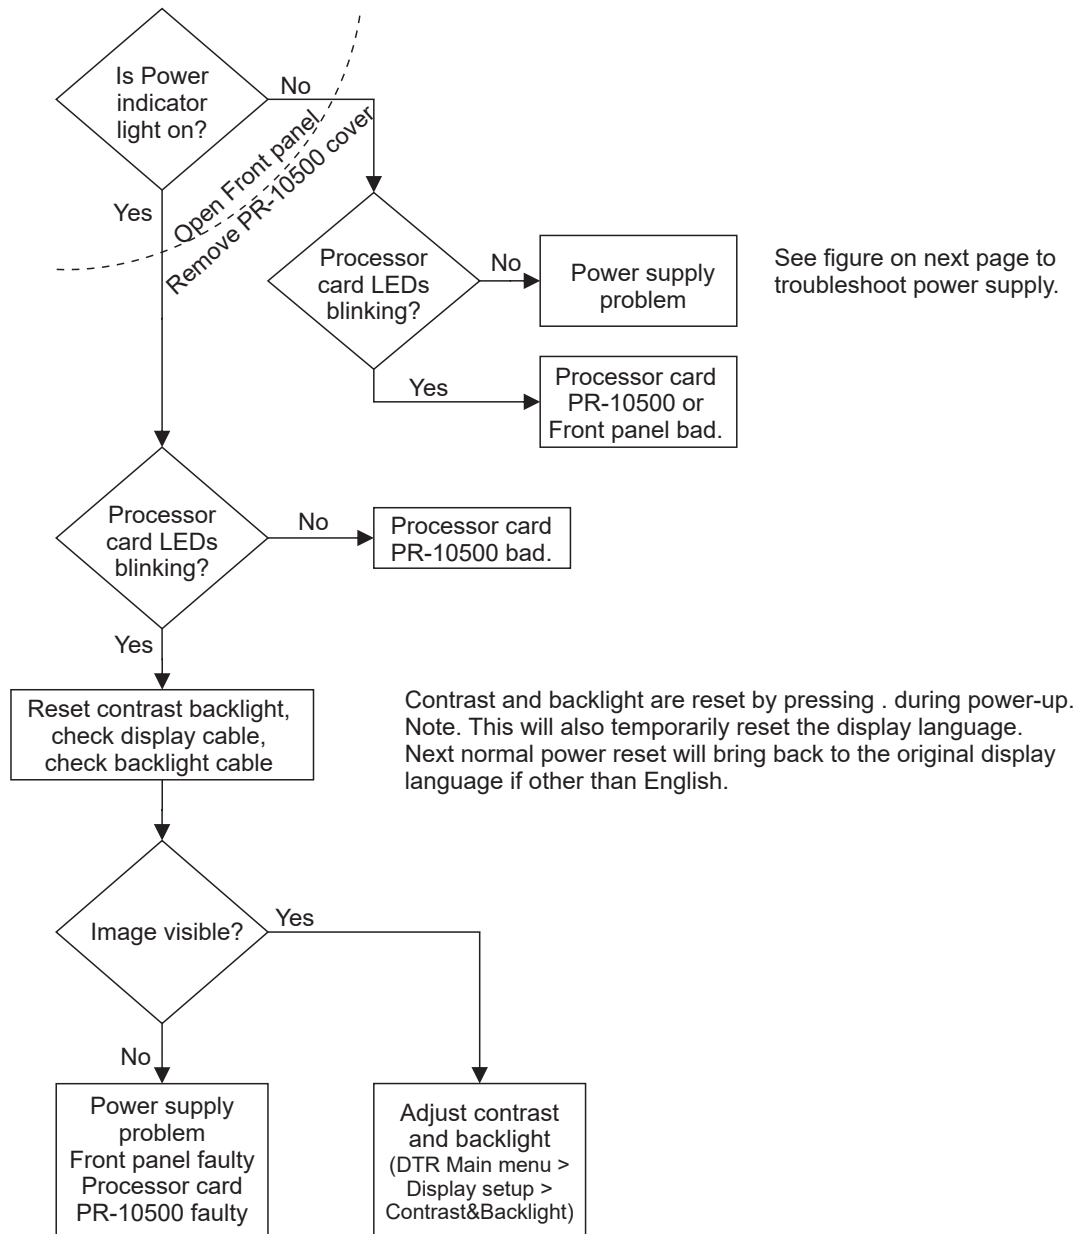 Is Power
indicator
light on?
No
Yes
Open Front panel
Remove PR-10500 cover
Processor
card LEDs
blinking?
No
Power supply
problem
See figure on next page to
troubleshoot power supply.
Yes
Processor card
PR-10500 or
Front panel bad.
Processor
card LEDs
blinking?
No
Processor card
PR-10500 bad.
Yes
Reset contrast backlight,
check display cable,
check backlight cable
Contrast and backlight are reset by pressing . during power-up.
Note. This will also temporarily reset the display language.
Next normal power reset will bring back to the original display
language if other than English.
Image visible?
Yes
No
Power supply
problem
Front panel faulty
Processor card
PR-10500 faulty
Adjust contrast
and backlight
(DTR Main menu >
Display setup >
Contrast&Backlight)